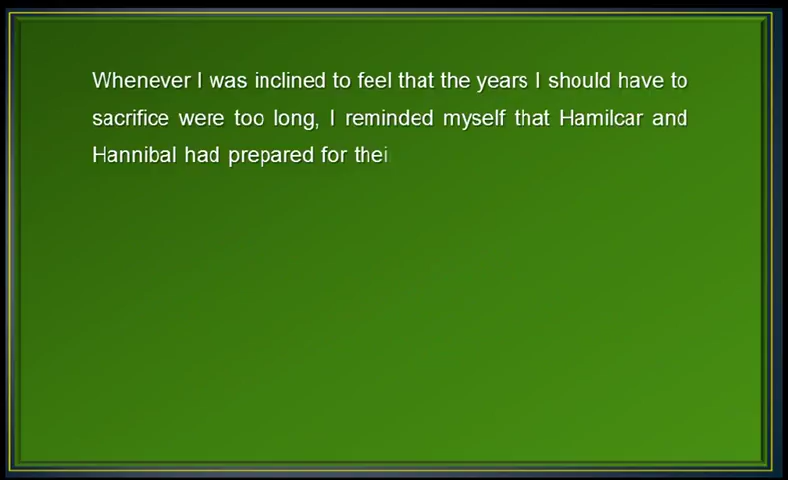 Whenever I was inclined to feel that the years I should have to
sacrifice were too long, I reminded myself that Hamilcar and
Hannibal had prepared for thei